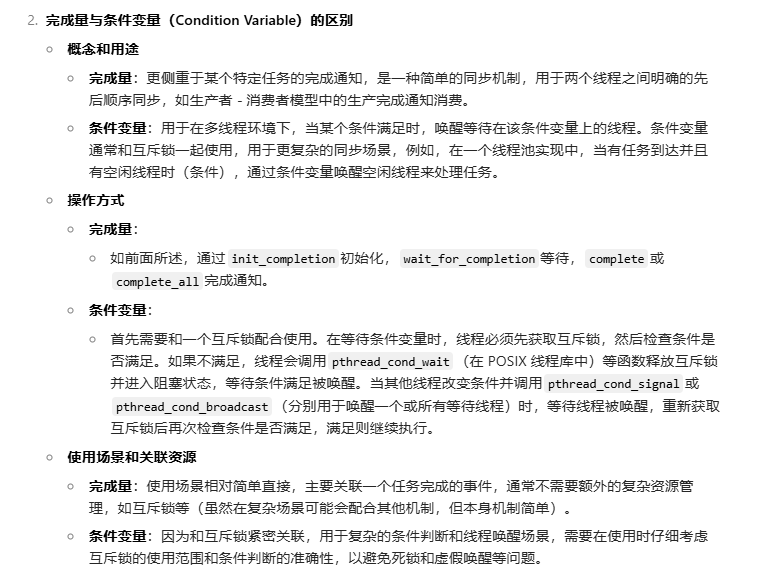 2. 完成量与条件变量（Condition Variable）的区别
概念和用途
完成量：更侧重于某个特定任务的完成通知，是一种简单的同步机制，用于两个线程之间明确的先
后顺序同步，如生产者 - 消费者模型中的生产完成通知消费。
条件变量：用于在多线程环境下，当某个条件满足时，唤醒等待在该条件变量上的线程。条件变量
通常和互斥锁一起使用，用于更复杂的同步场景，例如，在一个线程池实现中，当有任务到达并且
有空闲线程时（条件），通过条件变量唤醒空闲线程来处理任务。
操作方式
完成量：
如前面所述，通过 init_completion 初始化， wait_for_completion 等待， complete 或
complete_all 完成通知。
条件变量：
首先需要和一个互斥锁配合使用。在等待条件变量时，线程必须先获取互斥锁，然后检查条件是
否满足。如果不满足，线程会调用 pthread_cond_wait （在 POSIX 线程库中）等函数释放互斥锁
并进入阻塞状态，等待条件满足被唤醒。当其他线程改变条件并调用 pthread_cond_signal 或
pthread_cond_broadcast （分别用于唤醒一个或所有等待线程）时，等待线程被唤醒，重新获取
互斥锁后再次检查条件是否满足，满足则继续执行。
使用场景和关联资源
完成量：使用场景相对简单直接，主要关联一个任务完成的事件，通常不需要额外的复杂资源管
理，如互斥锁等（虽然在复杂场景可能会配合其他机制，但本身机制简单）。
条件变量：因为和互斥锁紧密关联，用于复杂的条件判断和线程唤醒场景，需要在使用时仔细考虑
互斥锁的使用范围和条件判断的准确性，以避免死锁和虚假唤醒等问题。